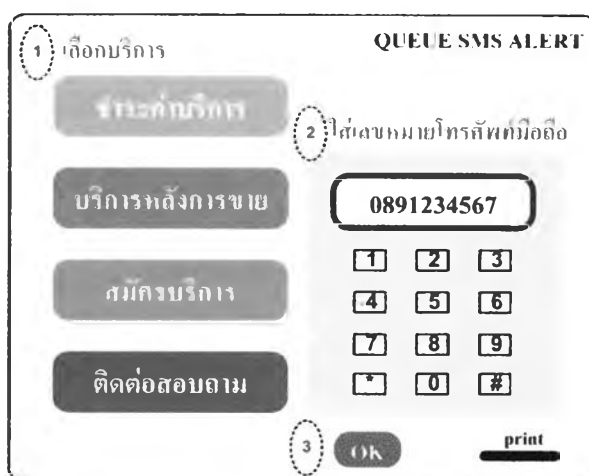 1 เลือกบริการ
QUEUE SMS ALERT
ชำระค่าบริการ
บริการหลังการขาย
สมัครบริการ
ติดต่อสอบถาม
2 ใส่เลขหมายโทรศัพท์มือถือ
0891234567
1 2 3
4 5 6
7 8 9
* 0 #
3 OK
print